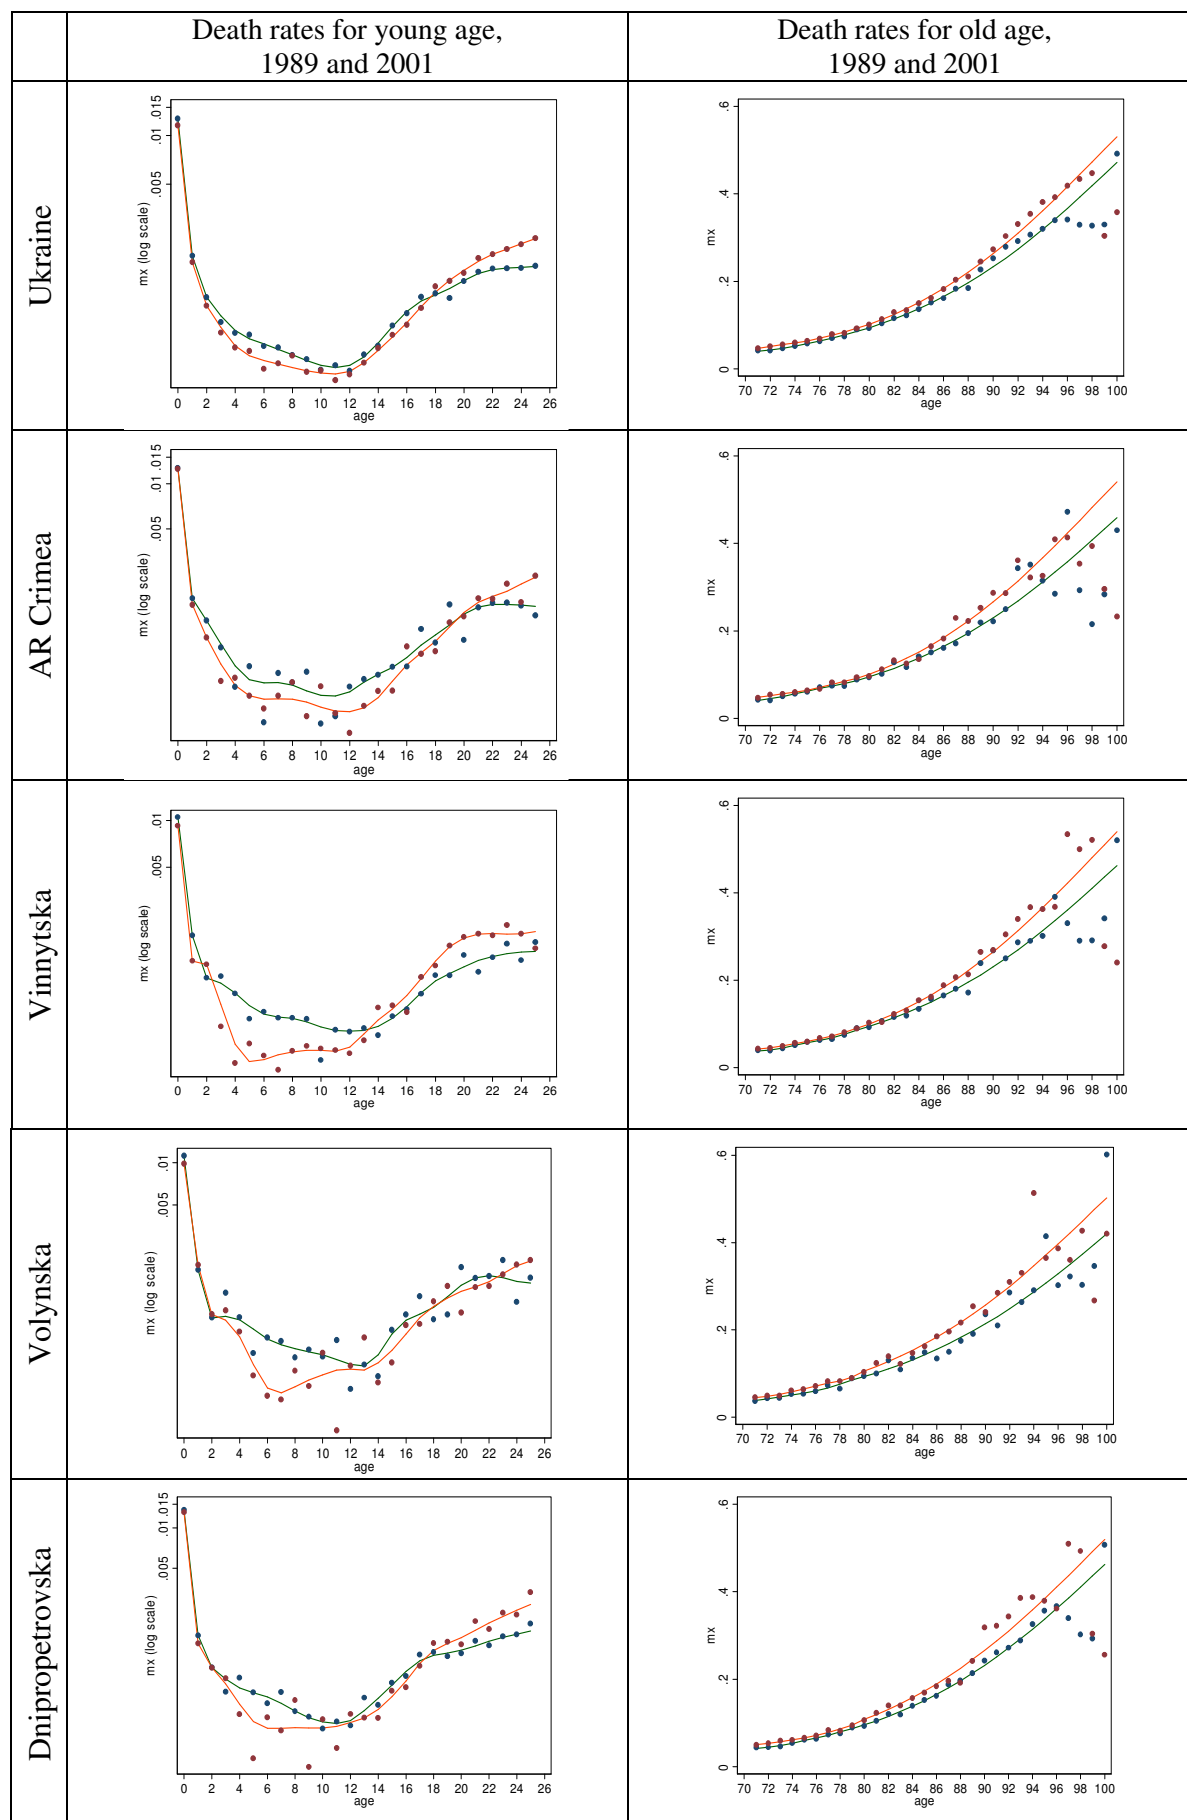 Death rates for young age,
1989 and 2001
Death rates for old age,
1989 and 2001
Ukraine
mx (log scale)
.005 .01 .015
0 2 4 6 8 10 12 14 16 18 20 22 24 26
age
mx
0 .2 .4 .6
70 72 74 76 78 80 82 84 86 88 90 92 94 96 98 100
age
AR Crimea
mx (log scale)
.005 .01 .015
0 2 4 6 8 10 12 14 16 18 20 22 24 26
age
mx
0 .2 .4 .6
70 72 74 76 78 80 82 84 86 88 90 92 94 96 98 100
age
Vinnytska
mx (log scale)
.005 .01
0 2 4 6 8 10 12 14 16 18 20 22 24 26
age
mx
0 .2 .4 .6
70 72 74 76 78 80 82 84 86 88 90 92 94 96 98 100
age
Volynska
mx (log scale)
.005 .01
0 2 4 6 8 10 12 14 16 18 20 22 24 26
age
mx
0 .2 .4 .6
70 72 74 76 78 80 82 84 86 88 90 92 94 96 98 100
age
Dnipropetrovska
mx (log scale)
.005 .01 .015
0 2 4 6 8 10 12 14 16 18 20 22 24 26
age
mx
0 .2 .4 .6
70 72 74 76 78 80 82 84 86 88 90 92 94 96 98 100
age